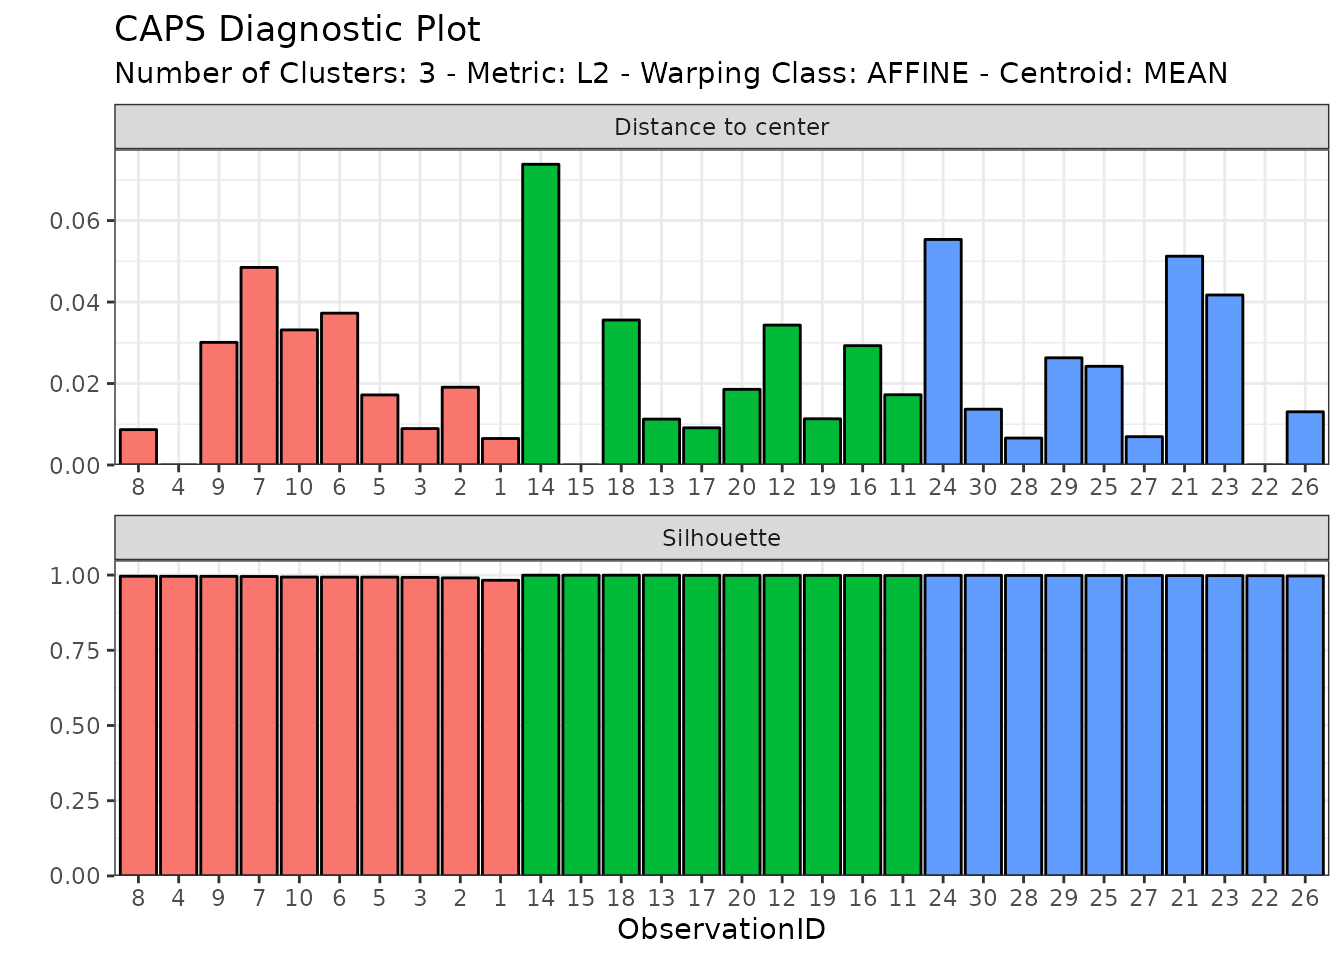 CAPS Diagnostic Plot
Number of Clusters: 3 - Metric: L2 - Warping Class: AFFINE - Centroid: MEAN
Distance to center
0.06
0.04
0.02
0.00
8 4 9 7 10 6 5 3 2 1 14 15 18 13 17 20 12 19 16 11 24 30 28 29 25 27 21 23 22 26
Silhouette
1.00
0.75
0.50
0.25
0.00
8 4 9 7 10 6 5 3 2 1 14 15 18 13 17 20 12 19 16 11 24 30 28 29 25 27 21 23 22 26
ObservationID